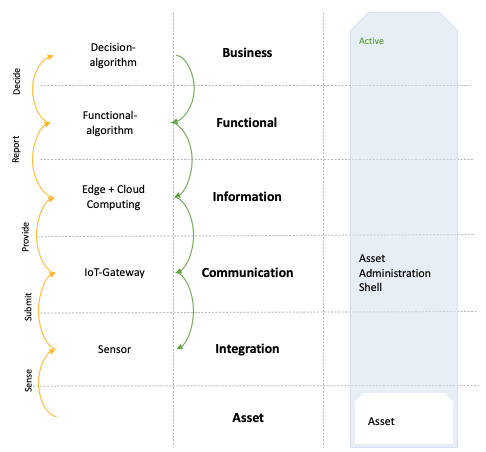 Decide
Decision-
algorithm
Business
Active
Report
Functional-
algorithm
Functional
Edge + Cloud
Computing
Information
Provide
IoT-Gateway
Communication
Asset
Administration
Shell
Submit
Sensor
Integration
Sense
Asset
Asset